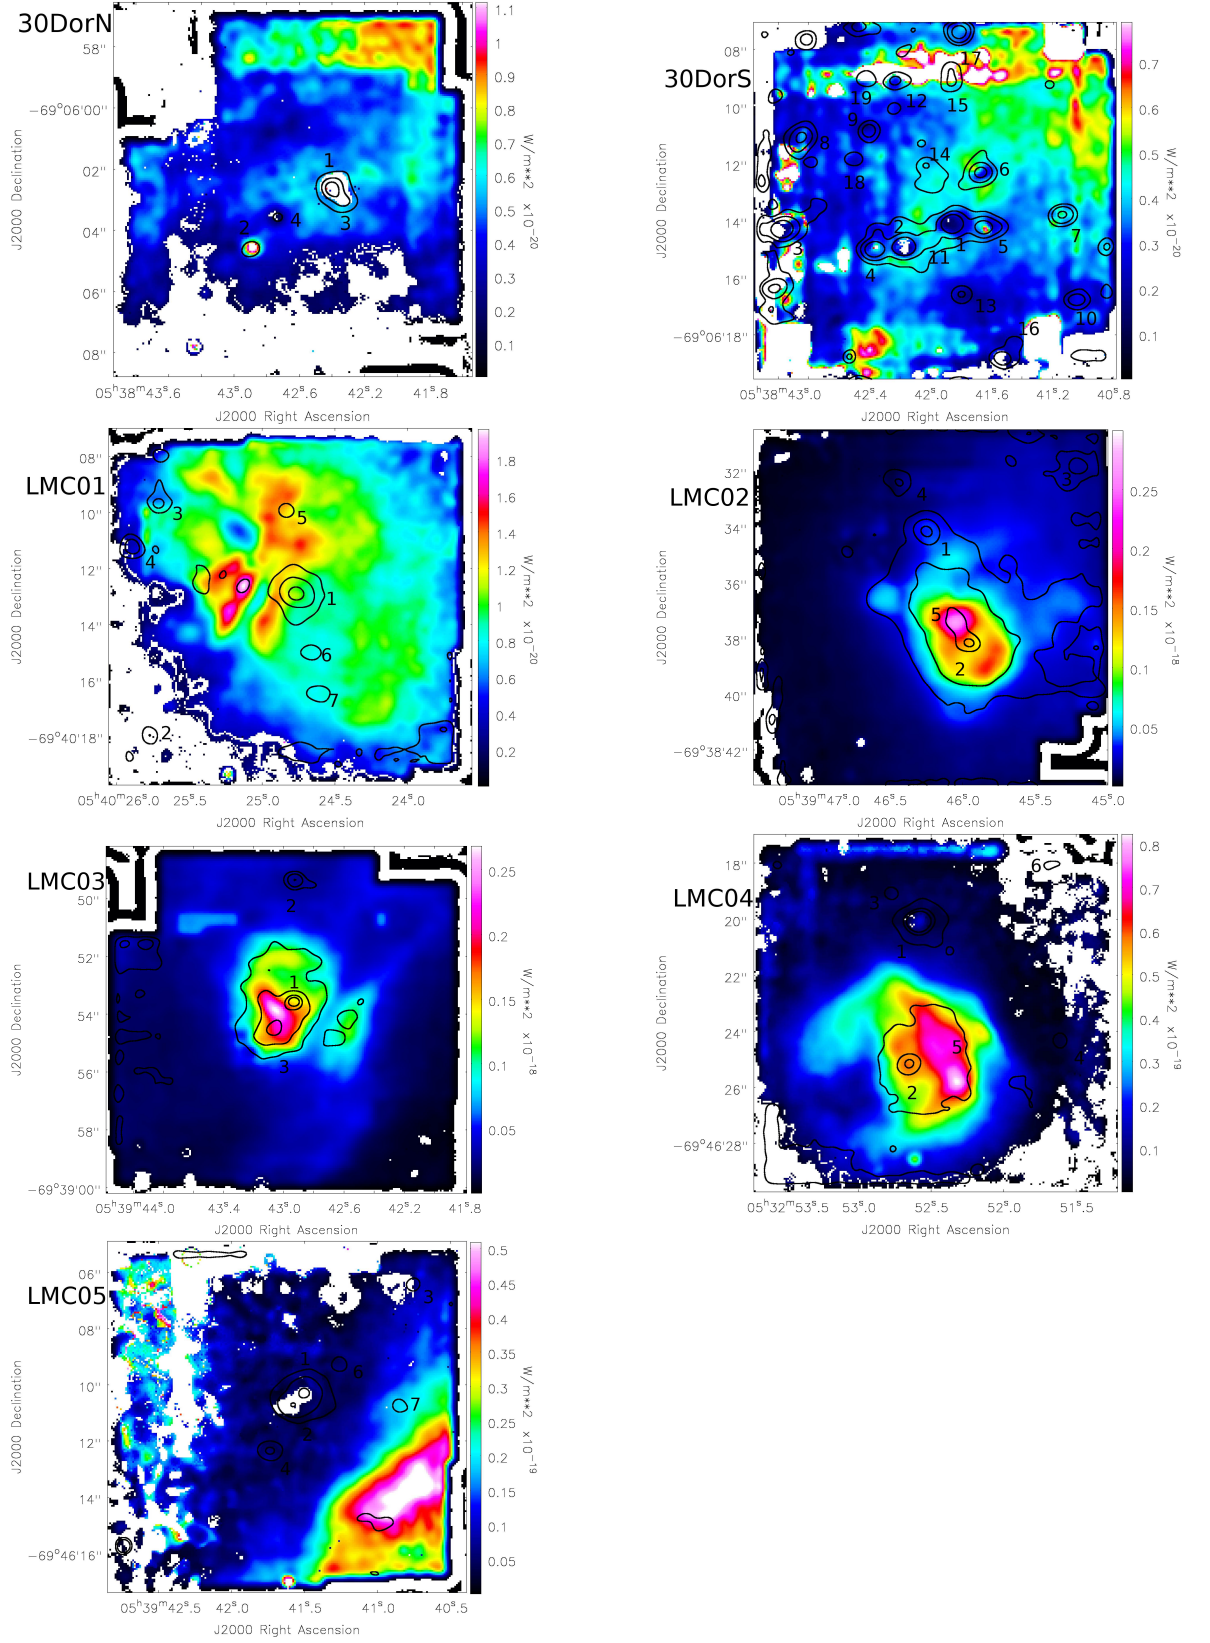 30DorN
58''
−69°06'00''
02''
04''
06''
08''
J2000 Declination
1
2
3
4
05ʰ38ᵐ43ˢ.6
43ˢ.0
42ˢ.4
41ˢ.8
J2000 Right Ascension
1.1
1
0.9
0.8
0.7
0.6
0.5
0.4
0.3
0.2
0.1
W/m**2 x10⁻²⁰
30DorS
08''
10''
12''
14''
16''
−69°06'18''
J2000 Declination
17
19
12
15
9
8
14
18
6
2
7
3
1
5
4
11
13
10
16
05ʰ38ᵐ43ˢ.0
42ˢ.4
42ˢ.0
41ˢ.6
41ˢ.2
40ˢ.8
J2000 Right Ascension
0.7
0.6
0.5
0.4
0.3
0.2
0.1
W/m**2 x10⁻²⁰
LMC01
08''
10''
12''
14''
16''
−69°40'18''
J2000 Declination
3
5
4
1
6
7
2
05ʰ40ᵐ26ˢ.0
25ˢ.5
25ˢ.0
24ˢ.5
24ˢ.0
J2000 Right Ascension
1.8
1.6
1.4
1.2
1
0.8
0.6
0.4
0.2
W/m**2 x10⁻²⁰
LMC02
32''
34''
36''
38''
40''
−69°38'42''
J2000 Declination
3
4
1
5
2
05ʰ39ᵐ47ˢ.0
46ˢ.5
46ˢ.0
45ˢ.5
45ˢ.0
J2000 Right Ascension
0.25
0.2
0.15
0.1
0.05
W/m**2 x10⁻¹⁸
LMC03
50''
52''
54''
56''
58''
−69°39'00''
J2000 Declination
2
1
3
05ʰ39ᵐ44ˢ.0
43ˢ.5
43ˢ.0
42ˢ.6
42ˢ.2
41ˢ.8
J2000 Right Ascension
0.25
0.2
0.15
0.1
0.05
W/m**2 x10⁻¹⁸
LMC04
18''
20''
22''
24''
26''
−69°46'28''
J2000 Declination
6
3
1
5
4
2
05ʰ32ᵐ53ˢ.5
53ˢ.0
52ˢ.5
52ˢ.0
51ˢ.5
J2000 Right Ascension
0.8
0.7
0.6
0.5
0.4
0.3
0.2
0.1
W/m**2 x10⁻¹⁹
LMC05
06''
08''
10''
12''
14''
−69°46'16''
J2000 Declination
3
1
6
7
2
4
05ʰ39ᵐ42ˢ.5
42ˢ.0
41ˢ.5
41ˢ.0
40ˢ.5
J2000 Right Ascension
0.5
0.45
0.4
0.35
0.3
0.25
0.2
0.15
0.1
0.05
W/m**2 x10⁻¹⁹